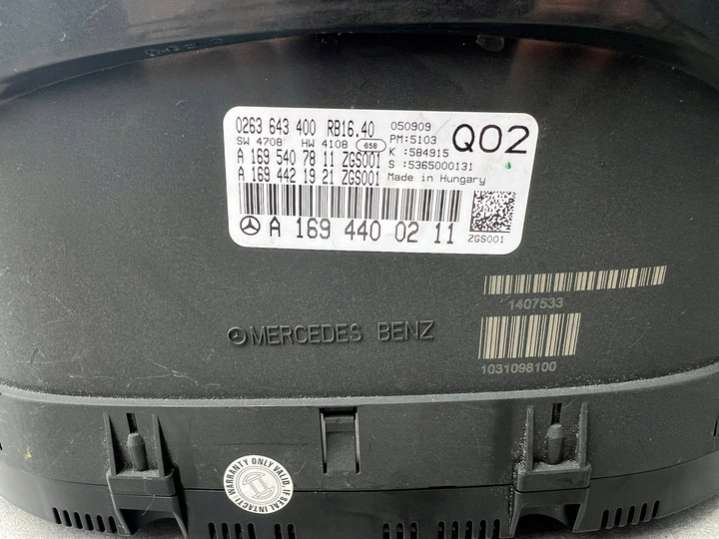 0263 643 400 RB16.40
050909
SW 4708 HW 4108 658
PM:5103
Q02
A 169 540 78 11 ZGS001
K :584915
A 169 442 19 21 ZGS001
S :5365000131
Made in Hungary
A 169 440 02 11
ZGS001
1407533
MERCEDES BENZ
1031098100
WARRANTY ONLY VALID, IF SEAL INTACT!